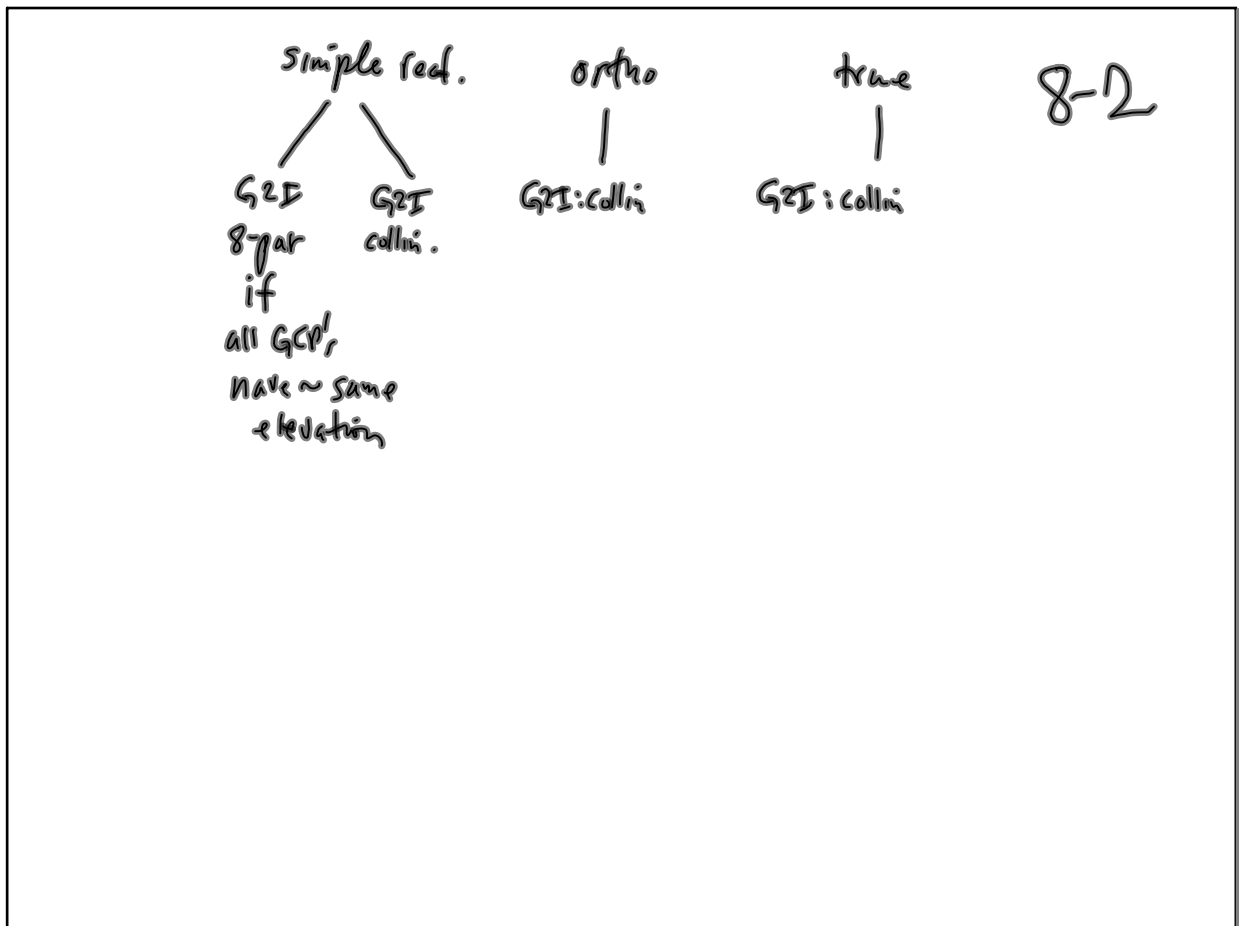 simple rect. ortho true 8-2
G2I G2I G2I:collin G2I:collin
8-par collin.
if
all GCP's
have ~ same
elevation